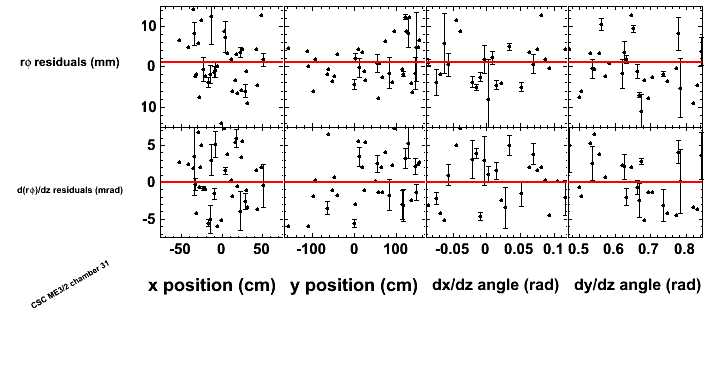 10
rϕ residuals (mm)
0
10
5
d(rϕ)/dz residuals (mrad)
0
-5
-50 0 50 -100 0 100 -0.05 0 0.05 0.1 0.5 0.6 0.7 0.8
x position (cm) y position (cm) dx/dz angle (rad) dy/dz angle (rad)
CSC ME3/2 chamber 31